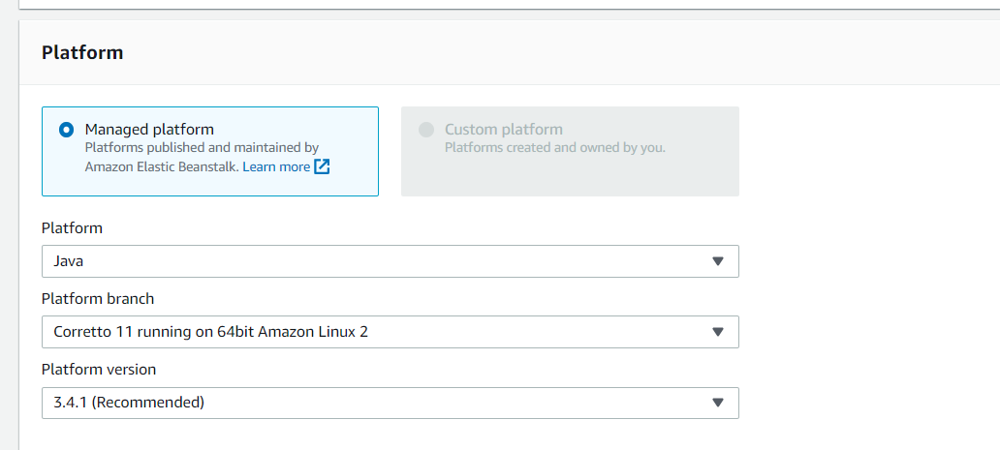 Platform
Managed platform
Platforms published and maintained by
Amazon Elastic Beanstalk. Learn more
Custom platform
Platforms created and owned by you.
Platform
Java
Platform branch
Corretto 11 running on 64bit Amazon Linux 2
Platform version
3.4.1 (Recommended)